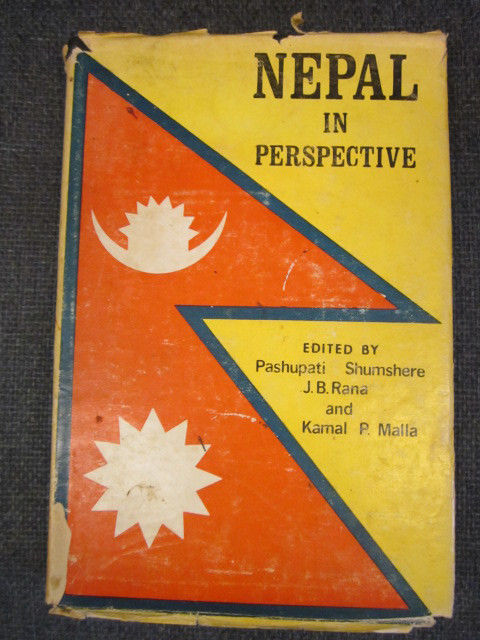 NEPAL
IN
PERSPECTIVE
EDITED BY
Pashupati Shumshere
J. B. Rana
and
Kamal P. Malla